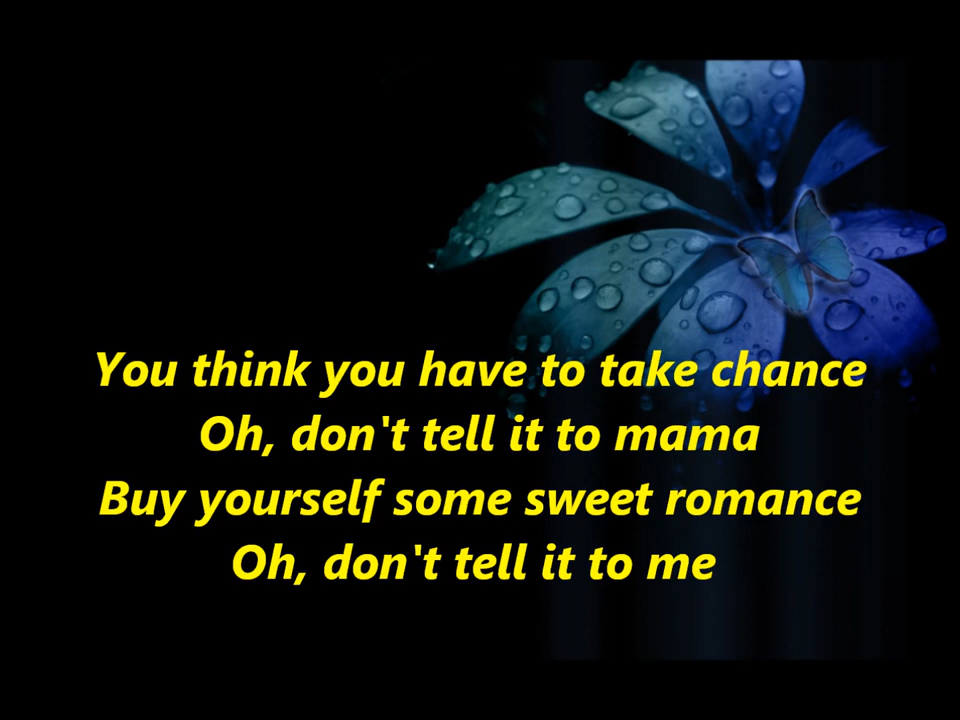 You think you have to take chance
Oh, don't tell it to mama
Buy yourself some sweet romance
Oh, don't tell it to me